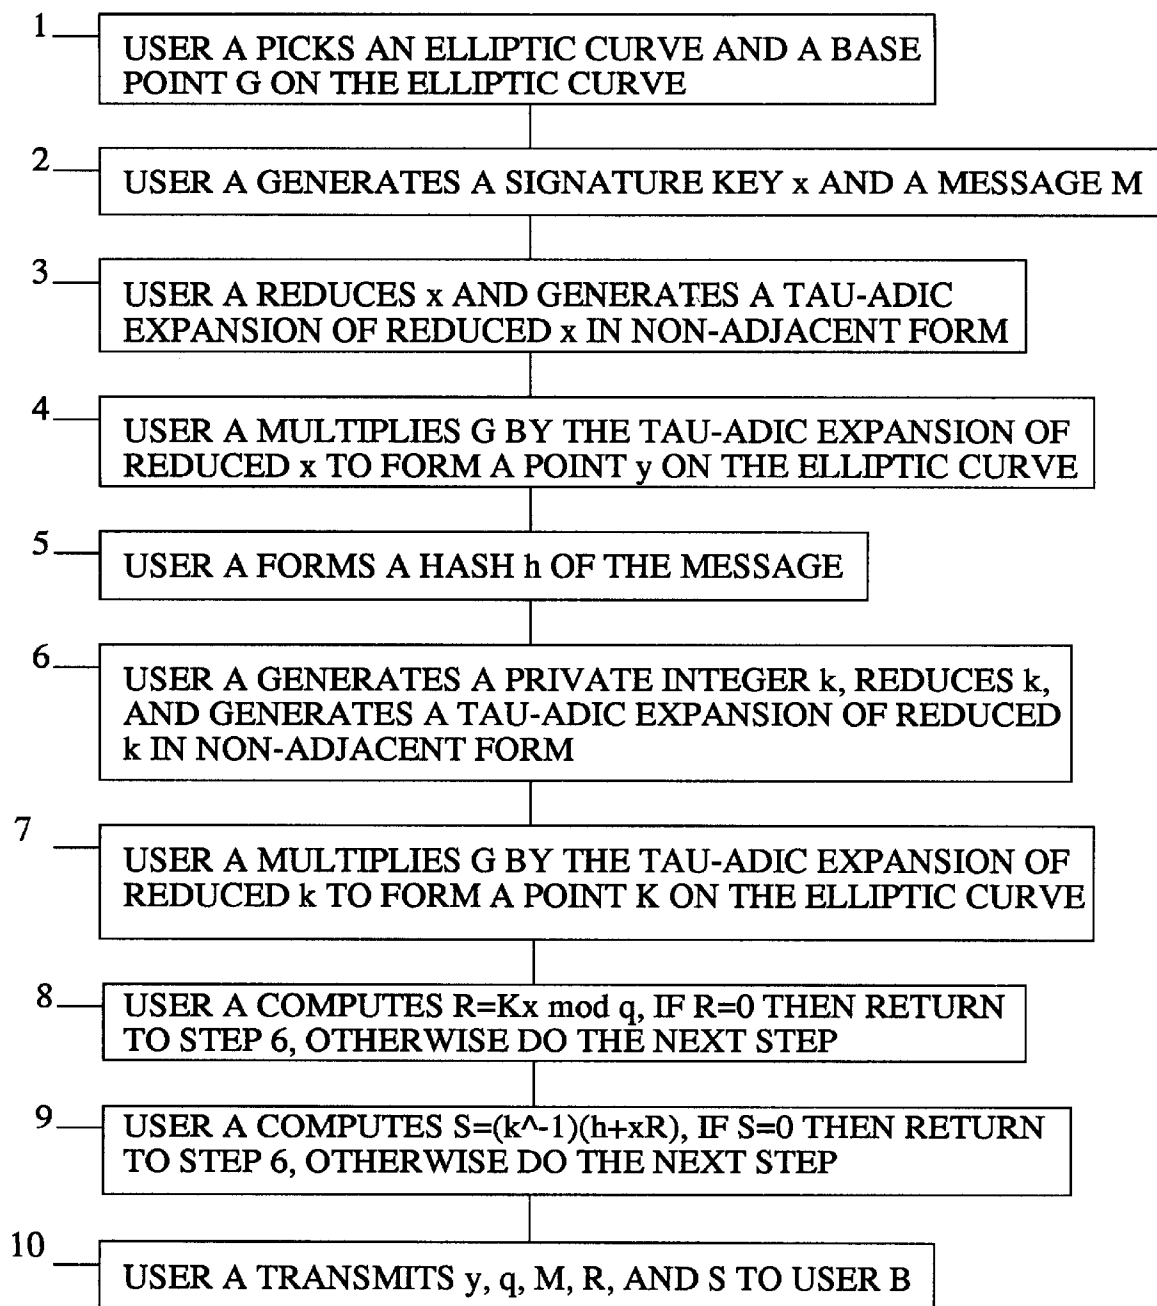 1
USER A PICKS AN ELLIPTIC CURVE AND A BASE
POINT G ON THE ELLIPTIC CURVE
2
USER A GENERATES A SIGNATURE KEY x AND A MESSAGE M
3
USER A REDUCES x AND GENERATES A TAU-ADIC
EXPANSION OF REDUCED x IN NON-ADJACENT FORM
4
USER A MULTIPLIES G BY THE TAU-ADIC EXPANSION OF
REDUCED x TO FORM A POINT y ON THE ELLIPTIC CURVE
5
USER A FORMS A HASH h OF THE MESSAGE
6
USER A GENERATES A PRIVATE INTEGER k, REDUCES k,
AND GENERATES A TAU-ADIC EXPANSION OF REDUCED
k IN NON-ADJACENT FORM
7
USER A MULTIPLIES G BY THE TAU-ADIC EXPANSION OF
REDUCED k TO FORM A POINT K ON THE ELLIPTIC CURVE
8
USER A COMPUTES R=Kx mod q, IF R=0 THEN RETURN
TO STEP 6, OTHERWISE DO THE NEXT STEP
9
USER A COMPUTES S=(k^-1)(h+xR), IF S=0 THEN RETURN
TO STEP 6, OTHERWISE DO THE NEXT STEP
10
USER A TRANSMITS y, q, M, R, AND S TO USER B